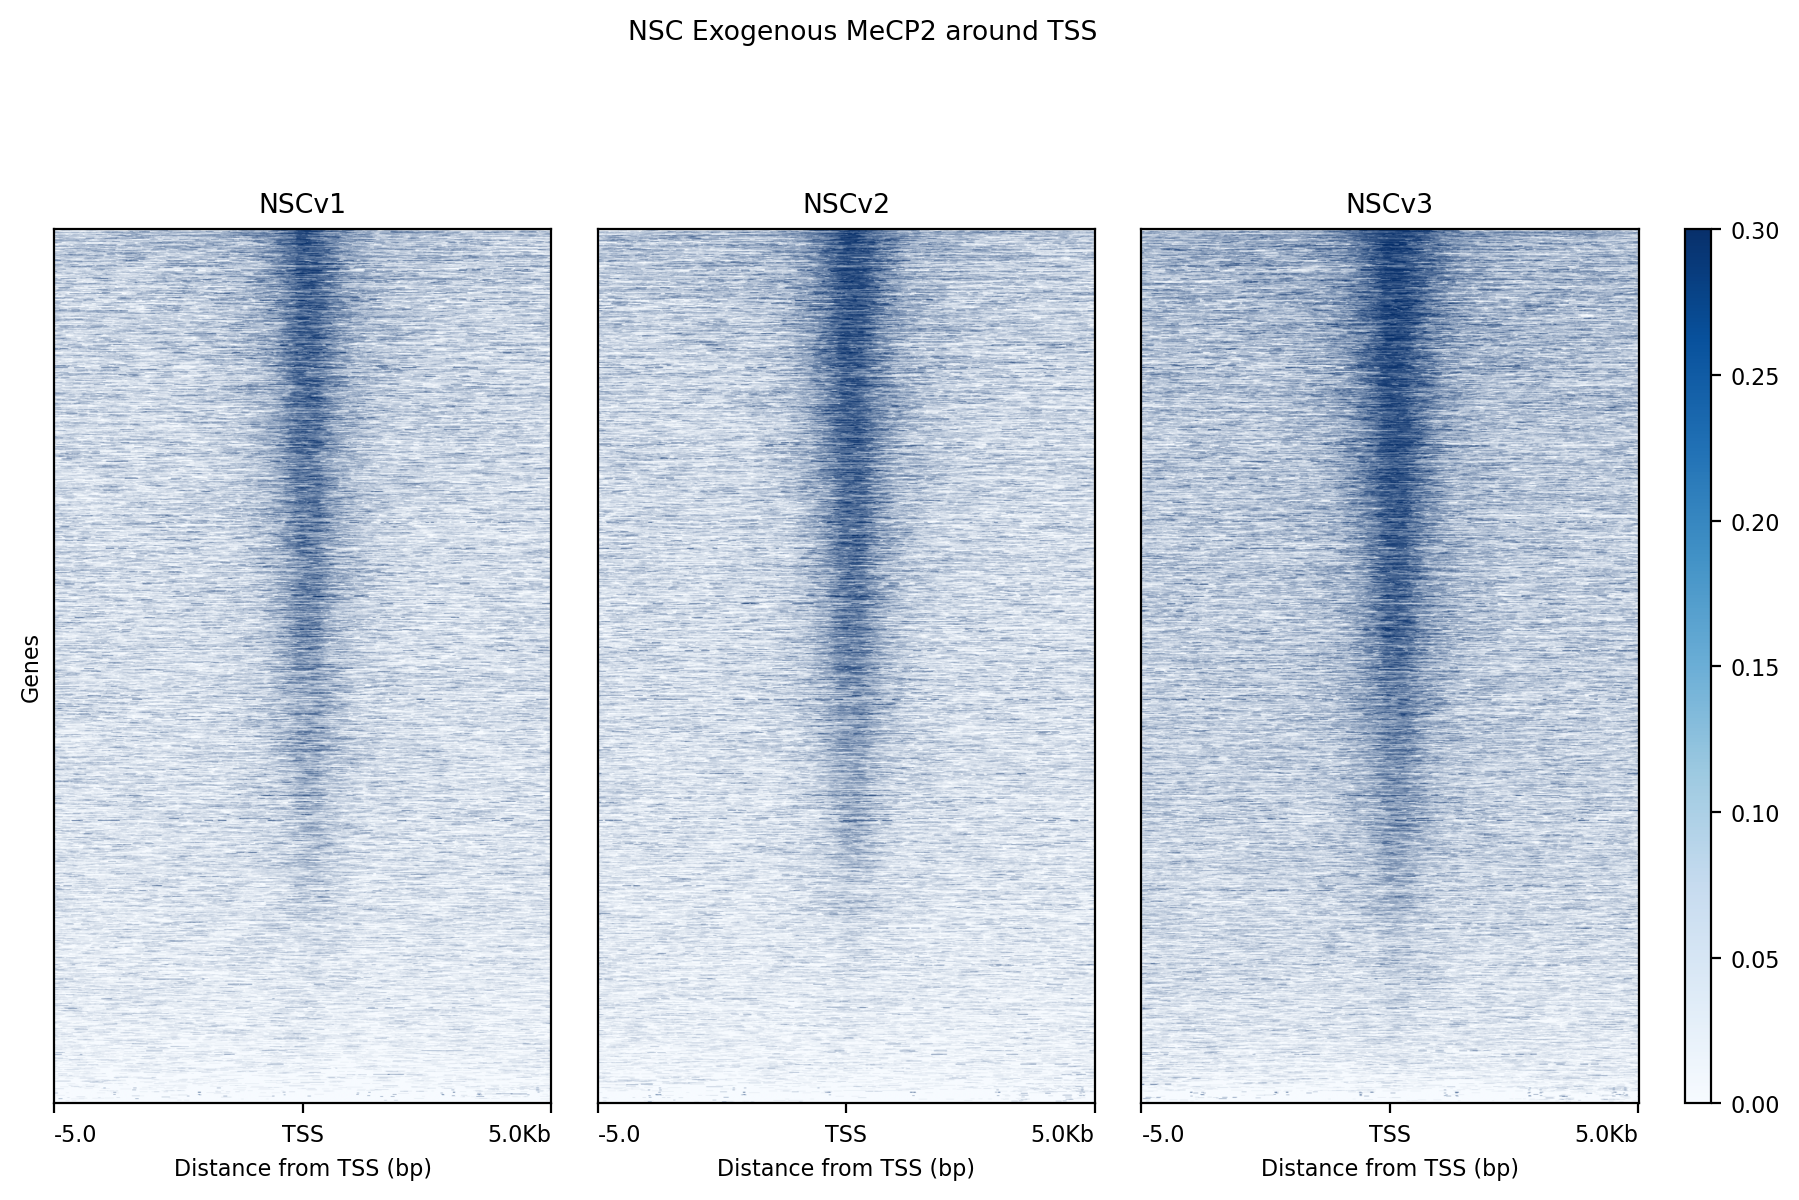 NSC Exogenous MeCP2 around TSS
NSCv1
NSCv2
NSCv3
Genes
0.30
0.25
0.20
0.15
0.10
0.05
0.00
-5.0 TSS 5.0Kb
-5.0 TSS 5.0Kb
-5.0 TSS 5.0Kb
Distance from TSS (bp)
Distance from TSS (bp)
Distance from TSS (bp)